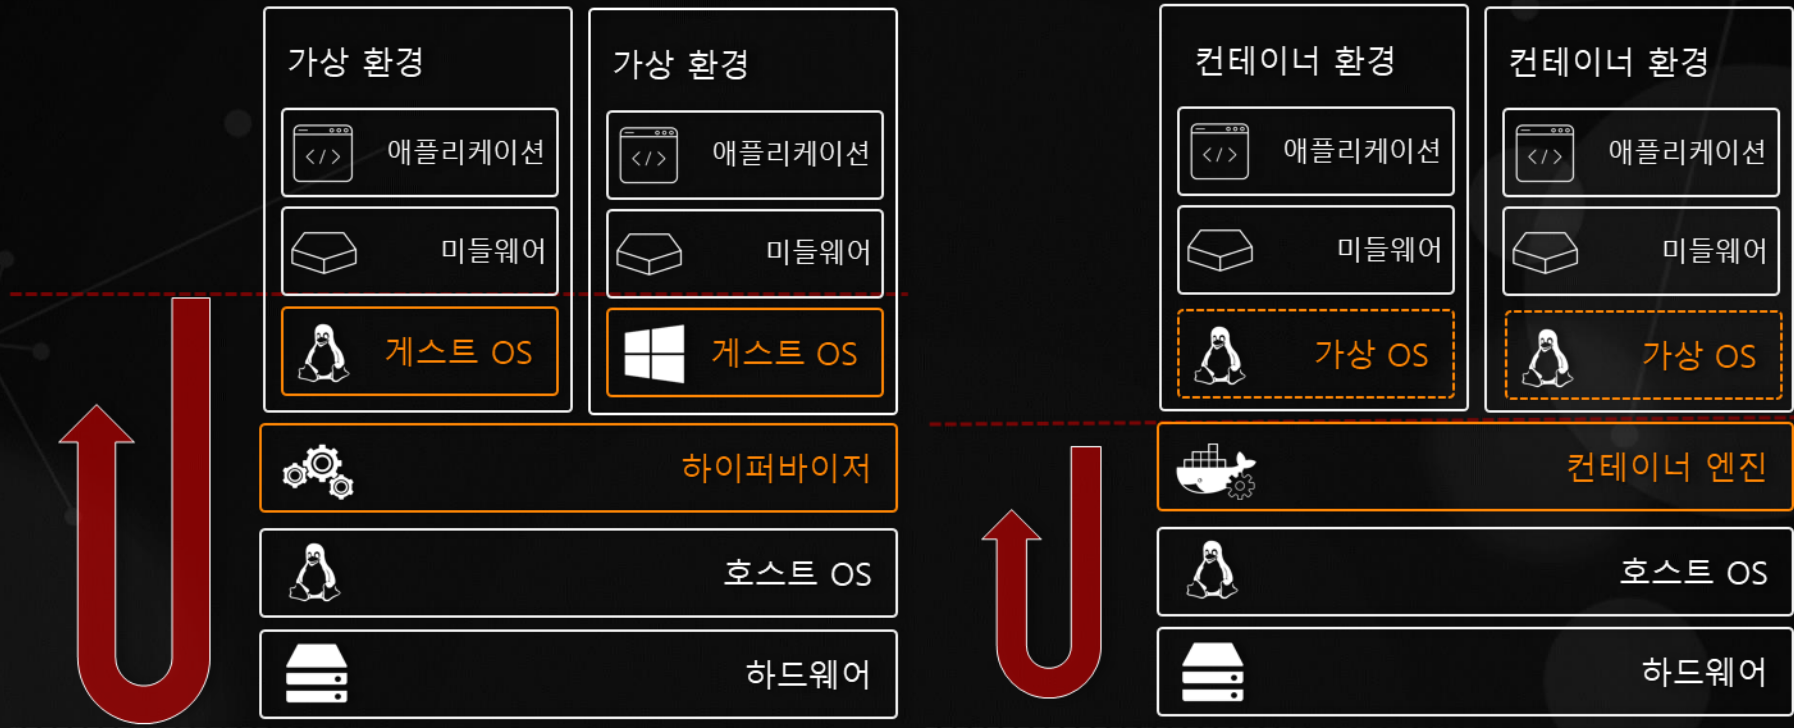 가상 환경
</>
애플리케이션
미들웨어
게스트 OS
가상 환경
</>
애플리케이션
미들웨어
게스트 OS
하이퍼바이저
호스트 OS
하드웨어
컨테이너 환경
</>
애플리케이션
미들웨어
가상 OS
컨테이너 환경
</>
애플리케이션
미들웨어
가상 OS
컨테이너 엔진
호스트 OS
하드웨어